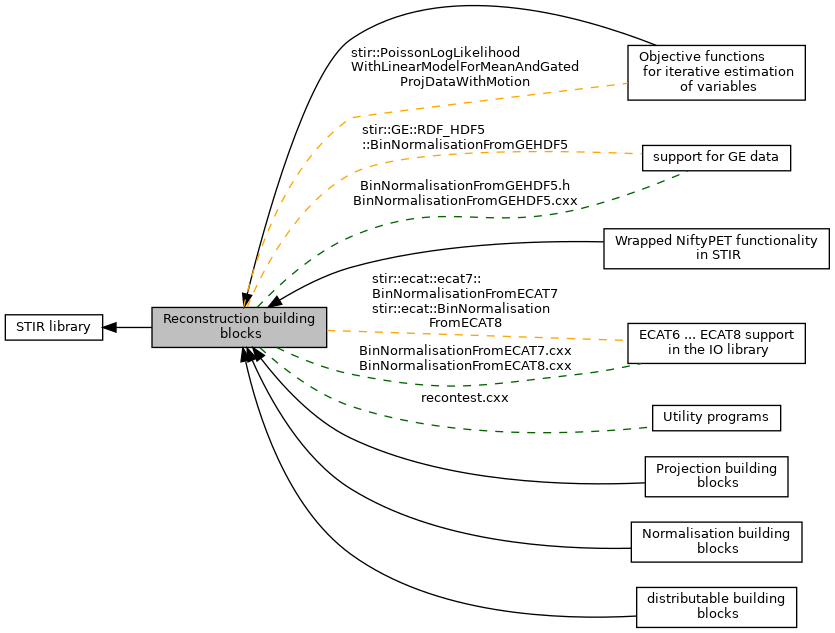 stir::PoissonLogLikelihood
WithLinearModelForMeanAndGated
ProjDataWithMotion
Objective functions
for iterative estimation
of variables
stir::GE::RDF_HDF5
::BinNormalisationFromGEHDF5
support for GE data
BinNormalisationFromGEHDF5.h
BinNormalisationFromGEHDF5.cxx
Wrapped NiftyPET functionality
in STIR
stir::ecat::ecat7::
BinNormalisationFromECAT7
stir::ecat::BinNormalisation
FromECAT8
STIR library
Reconstruction building
blocks
ECAT6 ... ECAT8 support
in the IO library
BinNormalisationFromECAT7.cxx
BinNormalisationFromECAT8.cxx
recontest.cxx
Utility programs
Projection building
blocks
Normalisation building
blocks
distributable building
blocks